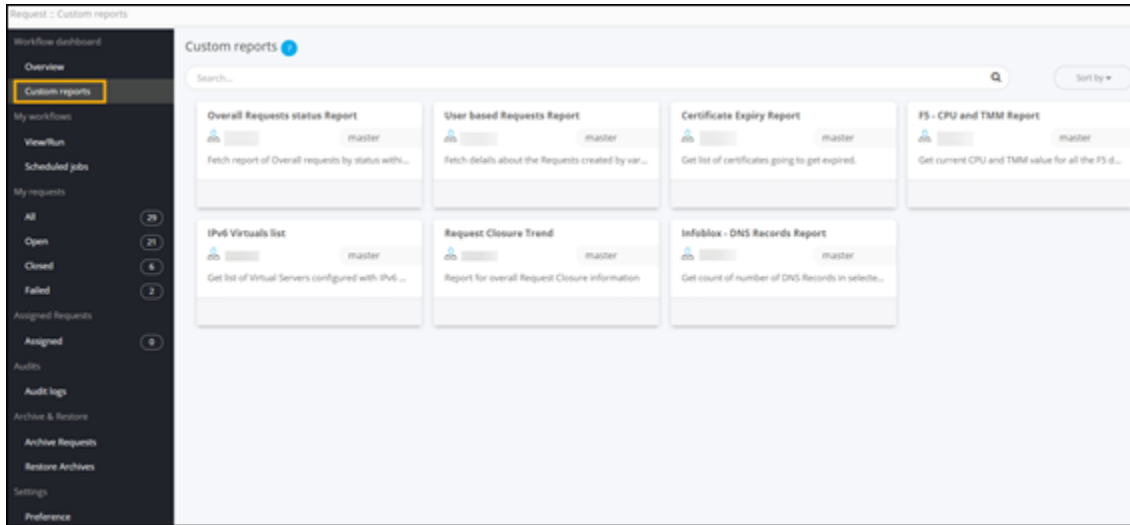 Request :: Custom reports
Workflow dashboard
Overview
Custom reports
My workflows
View/Run
Scheduled jobs
My requests
All 29
Open 21
Closed 6
Failed 2
Assigned Requests
Assigned 0
Audits
Audit logs
Archive & Restore
Archive Requests
Restore Archives
Settings
Preference
Custom reports
Search...
Sort by
Overall Requests status Report
master
Fetch report of Overall requests by status withi...
User based Requests Report
master
Fetch details about the Requests created by var...
Certificate Expiry Report
master
Get list of certificates going to get expired.
F5 - CPU and TMM Report
master
Get current CPU and TMM value for all the F5 d...
IPv6 Virtuals list
master
Get list of Virtual Servers configured with IPv6 ...
Request Closure Trend
master
Report for overall Request Closure information
Infoblox - DNS Records Report
master
Get count of number of DNS Records in selecte...